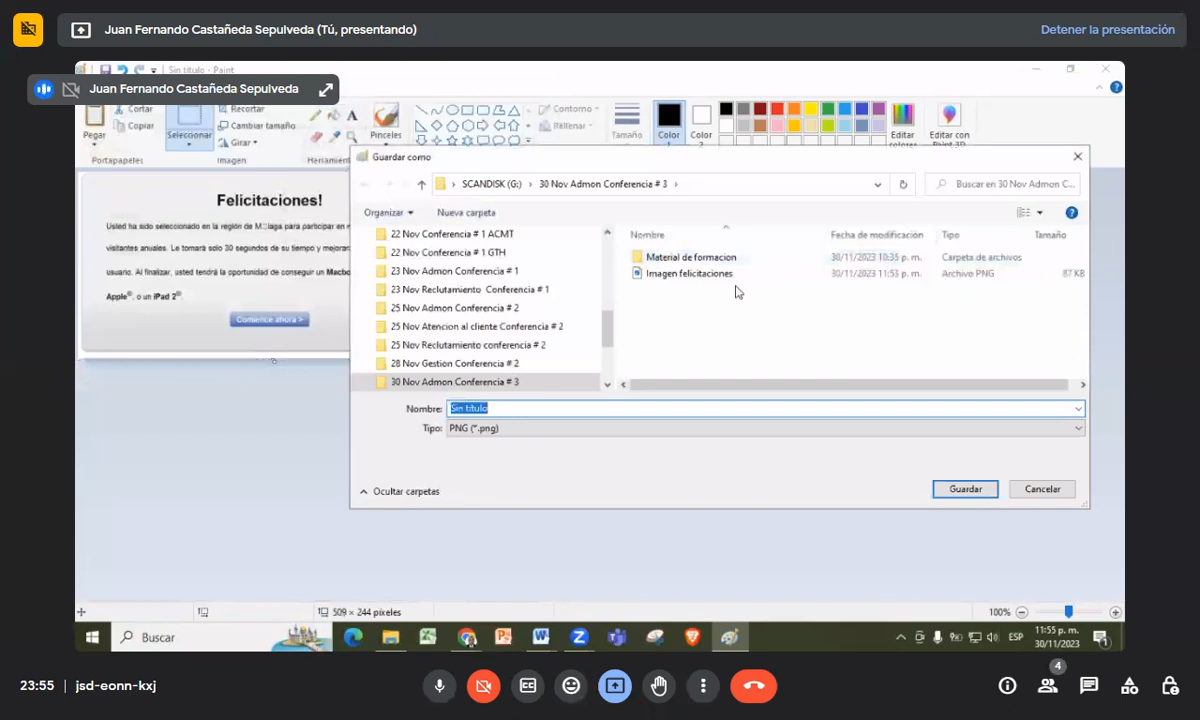 Juan Fernando Castañeda Sepulveda (Tú, presentando)
Detener la presentación
Sin título - Paint
Juan Fernando Castañeda Sepulveda
Pegar
Cortar
Copiar
Portapapeles
Seleccionar
Recortar
Cambiar tamaño
Girar
Imagen
Pinceles
Contorno
Rellenar
Tamaño
Color 1
Color 2
Editar colores
Editar con Paint 3D
Felicitaciones!
Usted ha sido seleccionado en la región de M□laga para participar en
visitantes anuales. Le tomará sólo 30 segundos de su tiempo y mejorar
usuario. Al finalizar, usted tendrá la oportunidad de conseguir un Macbo
Apple®, o un iPad 2®.
Comience ahora >
Guardar como
SCANDISK (G:) › 30 Nov Admon Conferencia # 3 ›
Buscar en 30 Nov Admon C...
Organizar
Nueva carpeta
22 Nov Conferencia # 1 ACMT
22 Nov Conferencia # 1 GTH
23 Nov Admon Conferencia # 1
23 Nov Reclutamiento Conferencia # 1
25 Nov Admon Conferencia # 2
25 Nov Atencion al cliente Conferencia # 2
25 Nov Reclutamiento conferencia # 2
28 Nov Gestion Conferencia # 2
30 Nov Admon Conferencia # 3
Nombre Fecha de modificación Tipo Tamaño
Material de formacion 30/11/2023 10:35 p. m. Carpeta de archivos
Imagen felicitaciones 30/11/2023 11:53 p. m. Archivo PNG 87 KB
Nombre: Sin título
Tipo: PNG (*.png)
Ocultar carpetas
Guardar
Cancelar
509 × 244 píxeles
100%
Buscar
ESP
11:55 p. m.
30/11/2023
1
23:55 | jsd-eonn-kxj
4